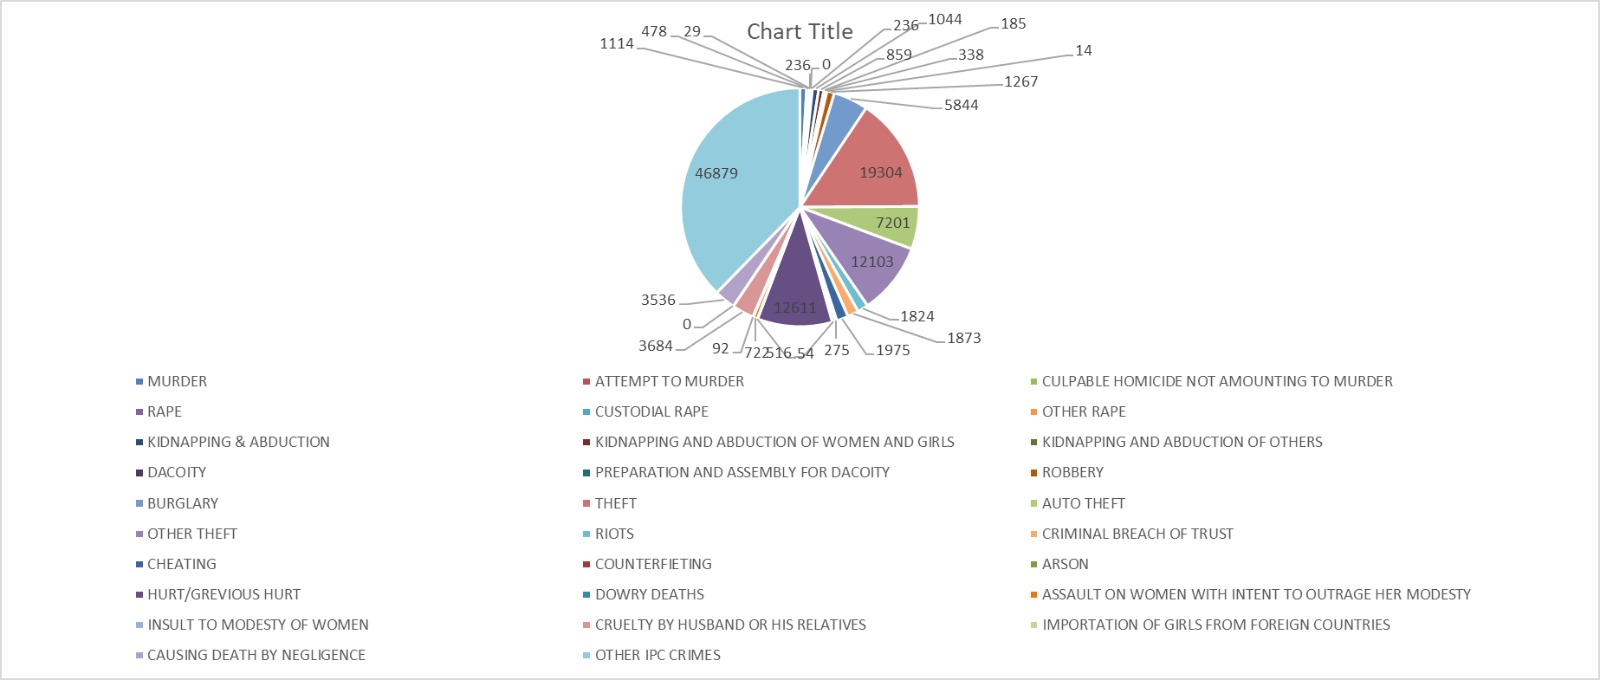 Chart Title
1114
478
29
236
0
236
1044
859
185
338
14
1267
5844
19304
7201
12103
1824
1873
1975
275
54
516
12611
722
92
3684
0
3536
46879
MURDER
ATTEMPT TO MURDER
CULPABLE HOMICIDE NOT AMOUNTING TO MURDER
RAPE
CUSTODIAL RAPE
OTHER RAPE
KIDNAPPING & ABDUCTION
KIDNAPPING AND ABDUCTION OF WOMEN AND GIRLS
KIDNAPPING AND ABDUCTION OF OTHERS
DACOITY
PREPARATION AND ASSEMBLY FOR DACOITY
ROBBERY
BURGLARY
THEFT
AUTO THEFT
OTHER THEFT
RIOTS
CRIMINAL BREACH OF TRUST
CHEATING
COUNTERFIETING
ARSON
HURT/GREVIOUS HURT
DOWRY DEATHS
ASSAULT ON WOMEN WITH INTENT TO OUTRAGE HER MODESTY
INSULT TO MODESTY OF WOMEN
CRUELTY BY HUSBAND OR HIS RELATIVES
IMPORTATION OF GIRLS FROM FOREIGN COUNTRIES
CAUSING DEATH BY NEGLIGENCE
OTHER IPC CRIMES